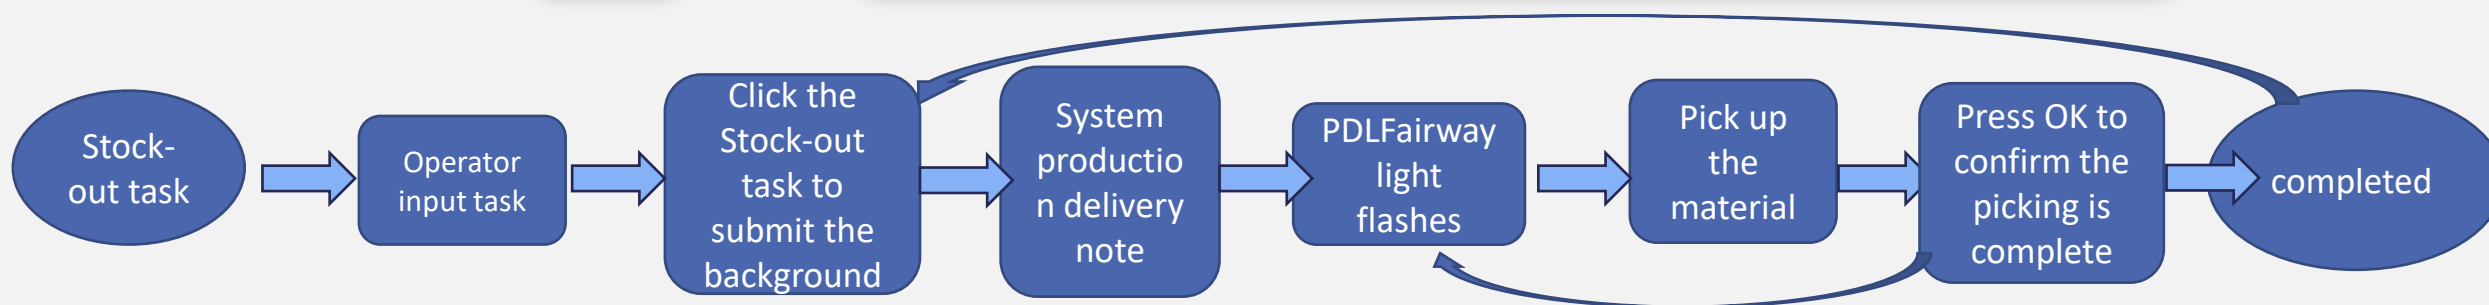 Stock-
out task
Operator
input task
Click the
Stock-out
task to
submit the
background
System
productio
n delivery
note
PDLFairway
light
flashes
Pick up
the
material
Press OK to
confirm the
picking is
complete
completed